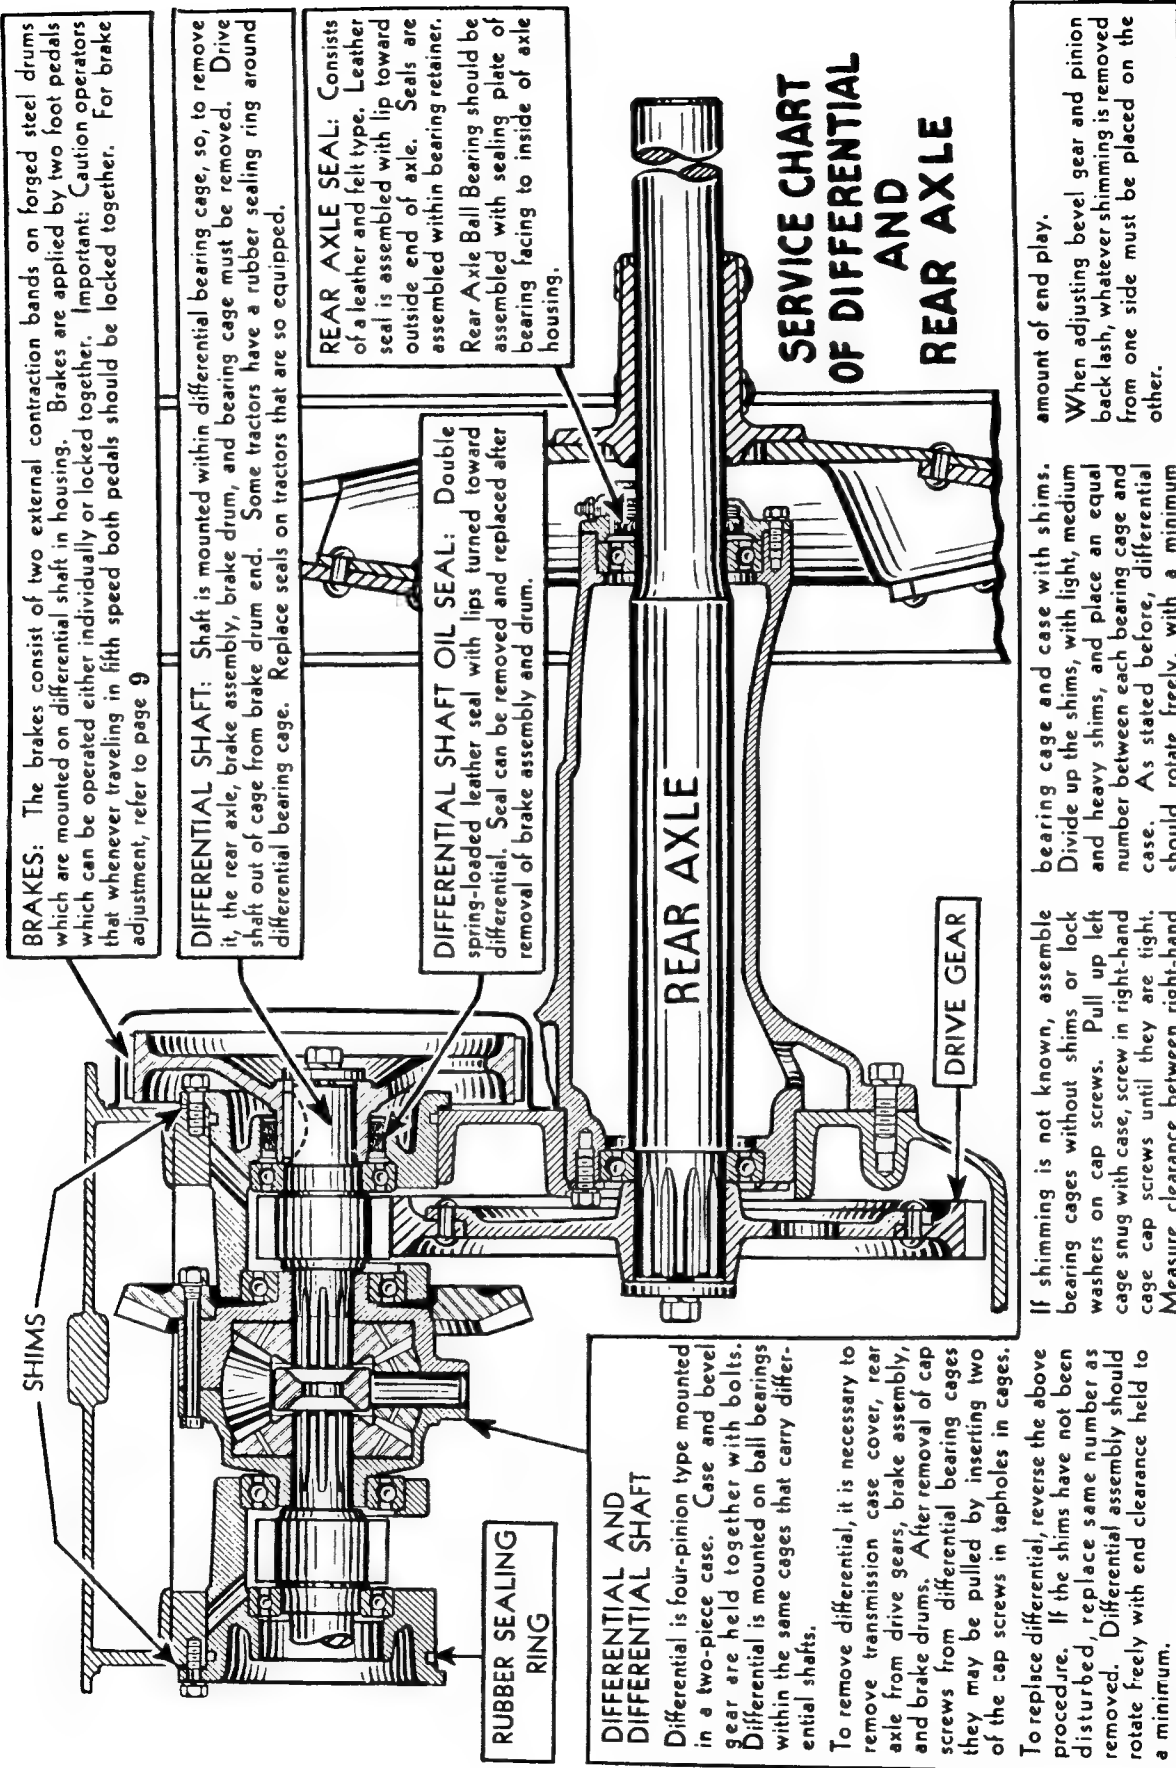 BRAKES: The brakes consist of two external contraction bands on forged steel drums
which are mounted on differential shaft in housing. Brakes are applied by two foot pedals
which can be operated either individually or locked together. Important: Caution operators
that whenever traveling in fifth speed both pedals should be locked together. For brake
adjustment, refer to page 9
DIFFERENTIAL SHAFT: Shaft is mounted within differential bearing cage, so, to remove
it, the rear axle, brake assembly, brake drum, and bearing cage must be removed. Drive
shaft out of cage from brake drum end. Some tractors have a rubber sealing ring around
differential bearing cage. Replace seals on tractors that are so equipped.
REAR AXLE SEAL: Consists
of a leather and felt type. Leather
seal is assembled with lip toward
outside end of axle. Seals are
assembled within bearing retainer.
Rear Axle Ball Bearing should be
assembled with sealing plate of
bearing facing to inside of axle
housing.
DIFFERENTIAL SHAFT OIL SEAL: Double
spring-loaded leather seal with lips turned toward
differential. Seal can be removed and replaced after
removal of brake assembly and drum.
SHIMS
RUBBER SEALING
RING
REAR AXLE
DRIVE GEAR
SERVICE CHART
OF DIFFERENTIAL
AND
REAR AXLE
DIFFERENTIAL AND
DIFFERENTIAL SHAFT
Differential is four-pinion type mounted
in a two-piece case. Case and bevel
gear are held together with bolts.
Differential is mounted on ball bearings
within the same cages that carry differ-
ential shafts.
To remove differential, it is necessary to
remove transmission case cover, rear
axle from drive gears, brake assembly,
and brake drums. After removal of cap
screws from differential bearing cages
they may be pulled by inserting two
of the cap screws in tapholes in cages.
To replace differential, reverse the above
procedure. If the shims have not been
disturbed, replace same number as
removed. Differential assembly should
rotate freely with end clearance held to
a minimum.
If shimming is not known, assemble
bearing cages without shims or lock
washers on cap screws. Pull up left
cage snug with case, screw in right-hand
cage cap screws until they are tight.
Measure clearance between right-hand
bearing cage and case with shims.
Divide up the shims, with light, medium
and heavy shims, and place an equal
number between each bearing cage and
case. As stated before, differential
should rotate freely, with a minimum
amount of end play.
When adjusting bevel gear and pinion
back lash, whatever shimming is removed
from one side must be placed on the
other.